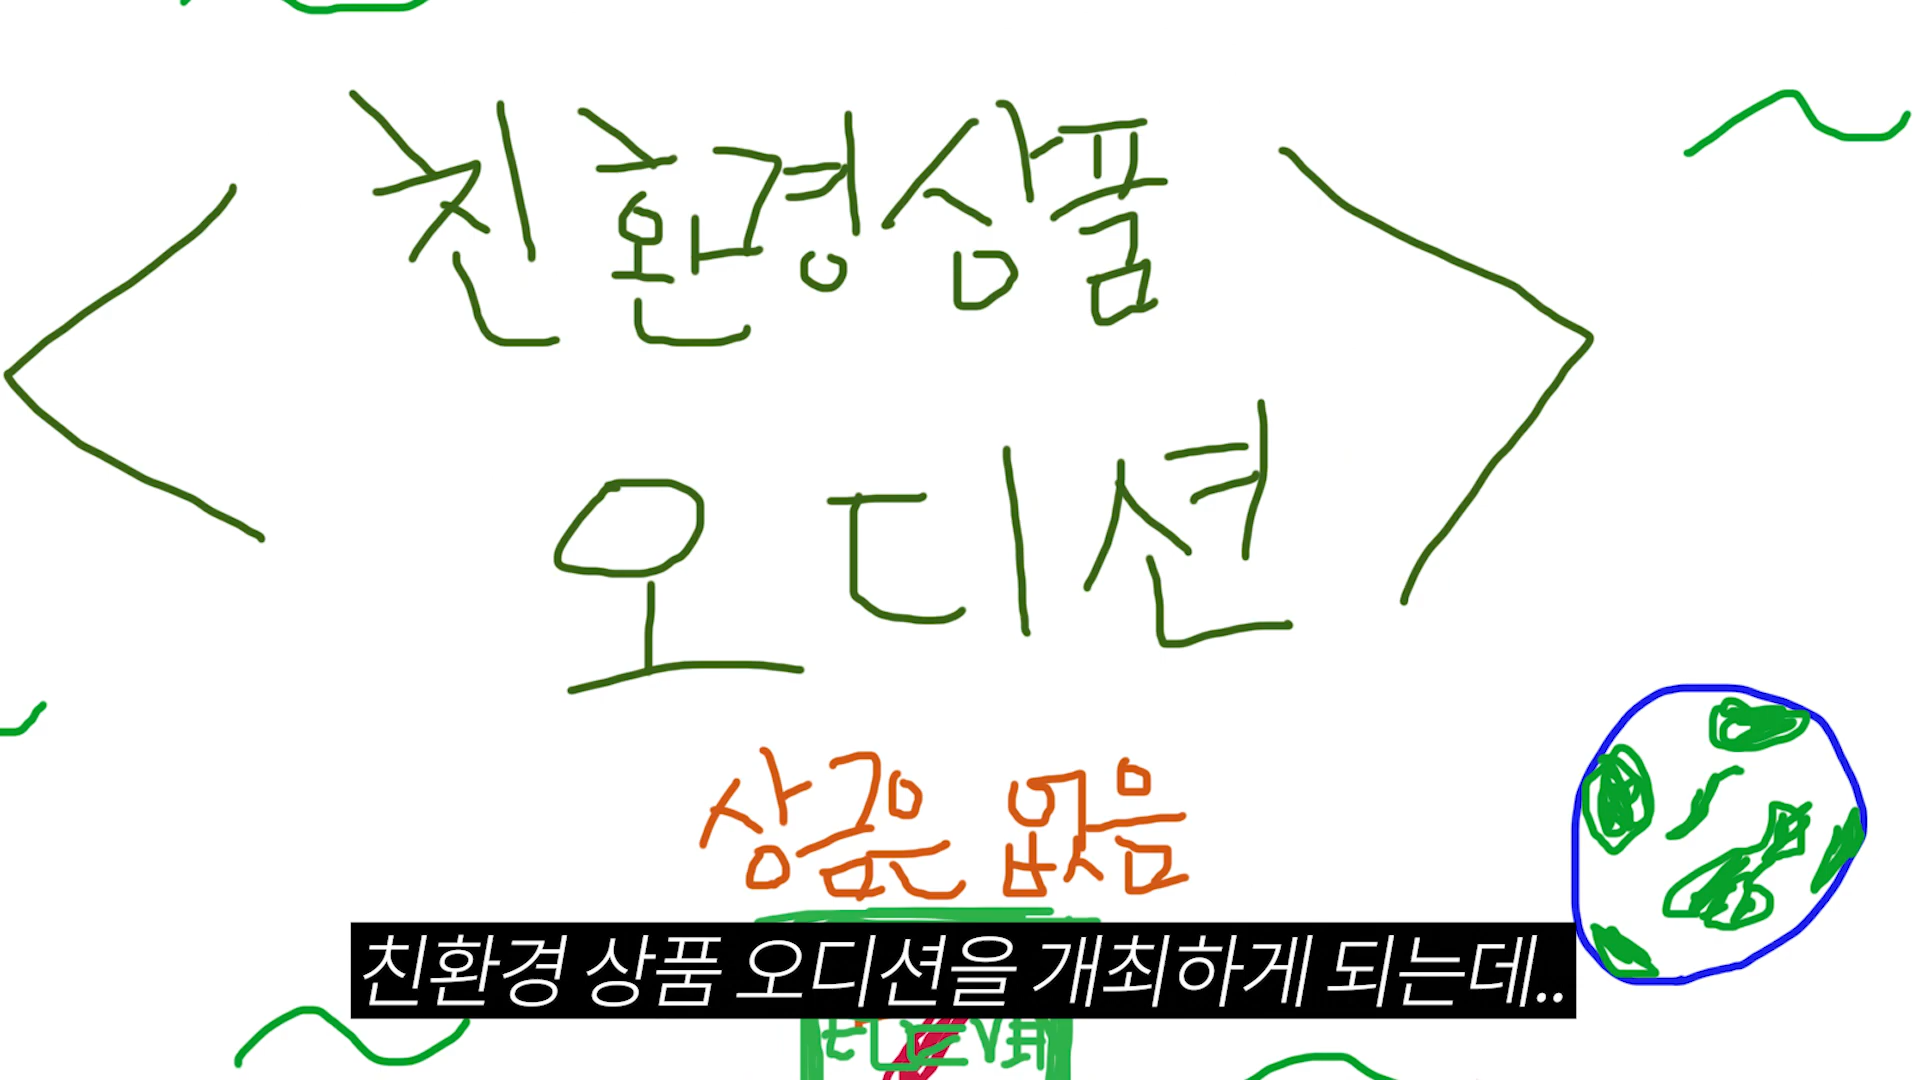 친환경상품
오디션
상금은 없음
친환경 상품 오디션을 개최하게 되는데..